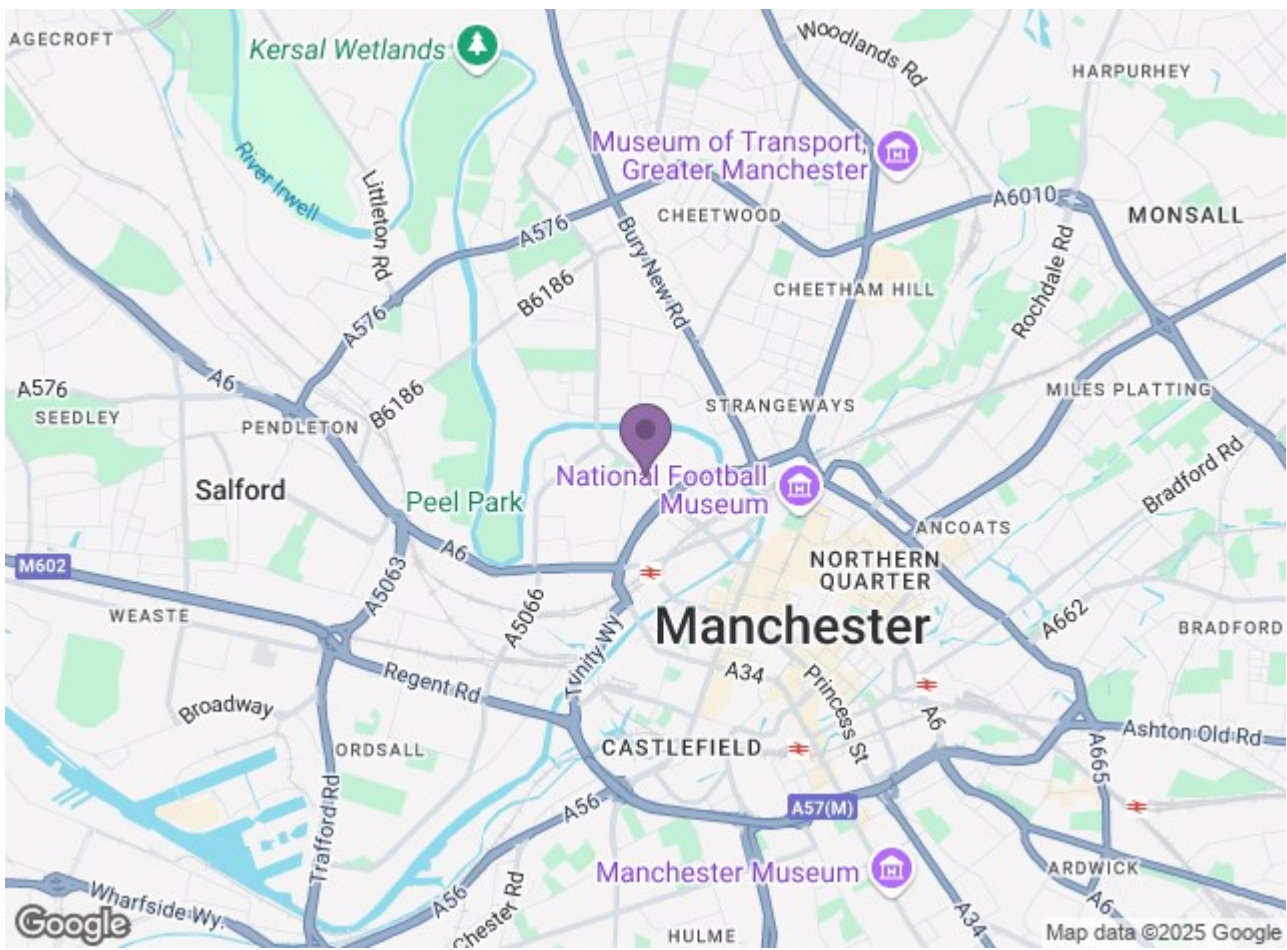 AGECROFT
Kersal Wetlands
Woodlands Rd
HARPURHEY
Museum of Transport,
Greater Manchester
River Irwell
Littleton Rd
A576
CHEETWOOD
A6010
MONSALL
Bury New Rd
Rochdale Rd
B6186
CHEETHAM HILL
A576
A6
A576
SEEDLEY
PENDLETON
B6186
STRANGEWAYS
MILES PLATTING
Bradford Rd
Salford
Peel Park
National Football
Museum
ANCOATS
NORTHERN
QUARTER
M602
A6
A5063
WEASTE
A5066
Trinity Wy
Manchester
A662
BRADFORD
Regent Rd
A34
Princess St
A6
Broadway
ORDSALL
CASTLEFIELD
Ashton Old Rd
A665
Trafford Rd
A56
A57(M)
Manchester Museum
ARDWICK
Wharfside Wy.
A56
Chester Rd
A34
A6
HULME
Google
Map data ©2025 Google